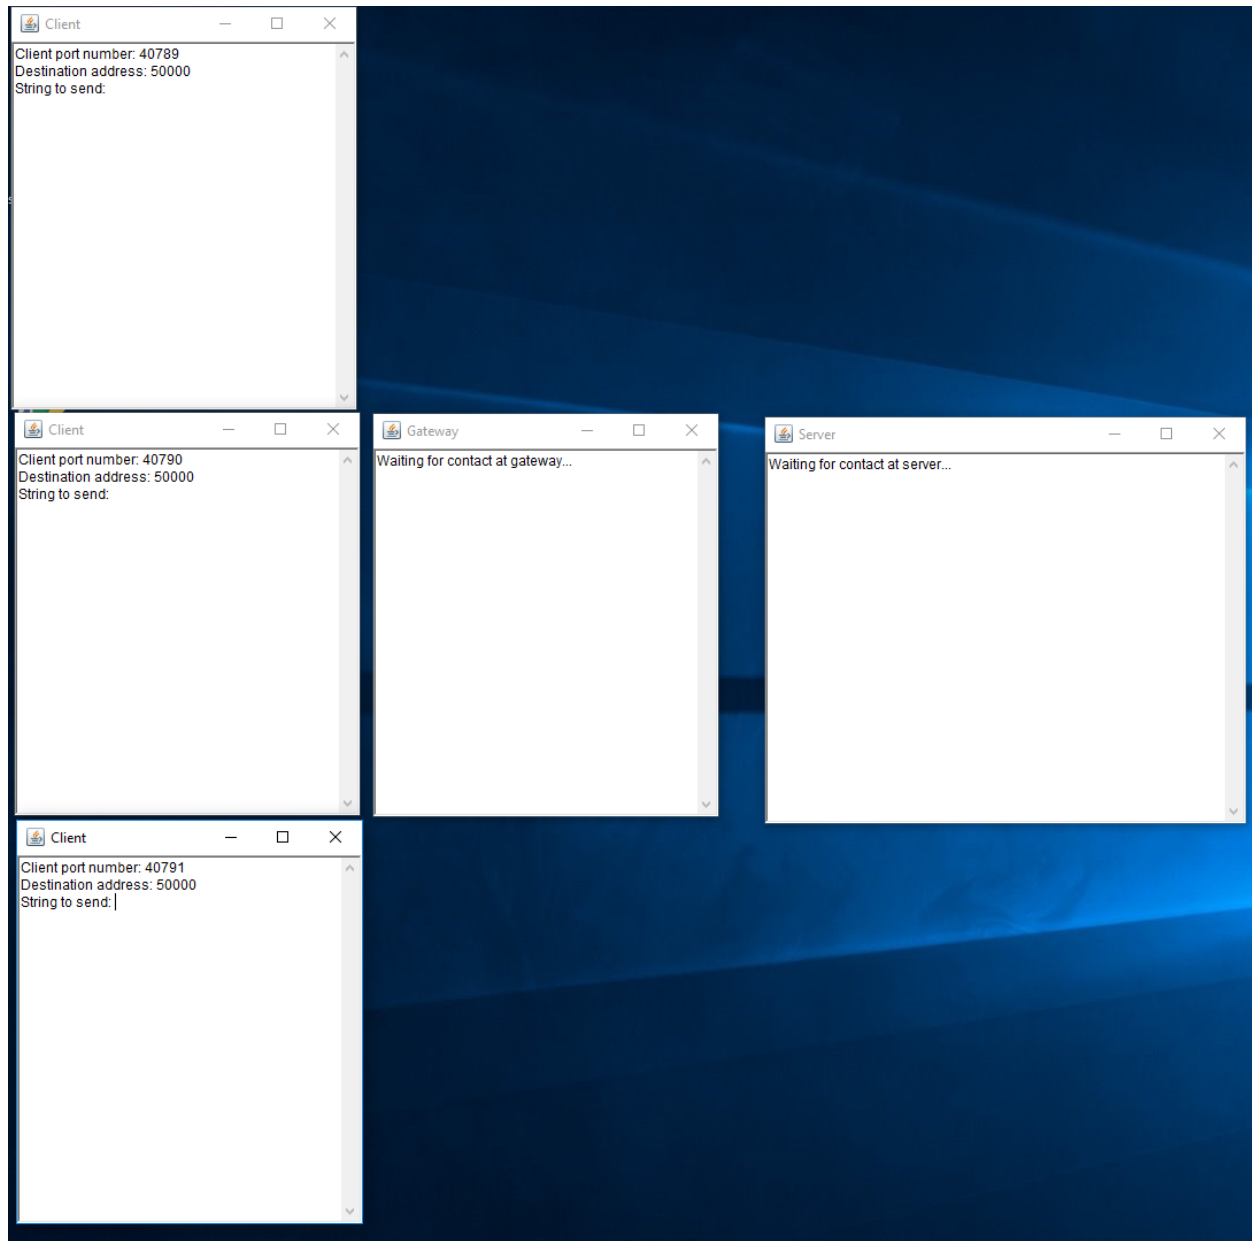 Client
Client port number: 40789
Destination address: 50000
String to send:
Client
Client port number: 40790
Destination address: 50000
String to send:
Gateway
Waiting for contact at gateway...
Server
Waiting for contact at server...
Client
Client port number: 40791
Destination address: 50000
String to send: